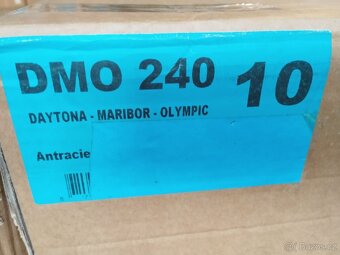 DMO 240 10
DAYTONA - MARIBOR - OLYMPIC
Antracie